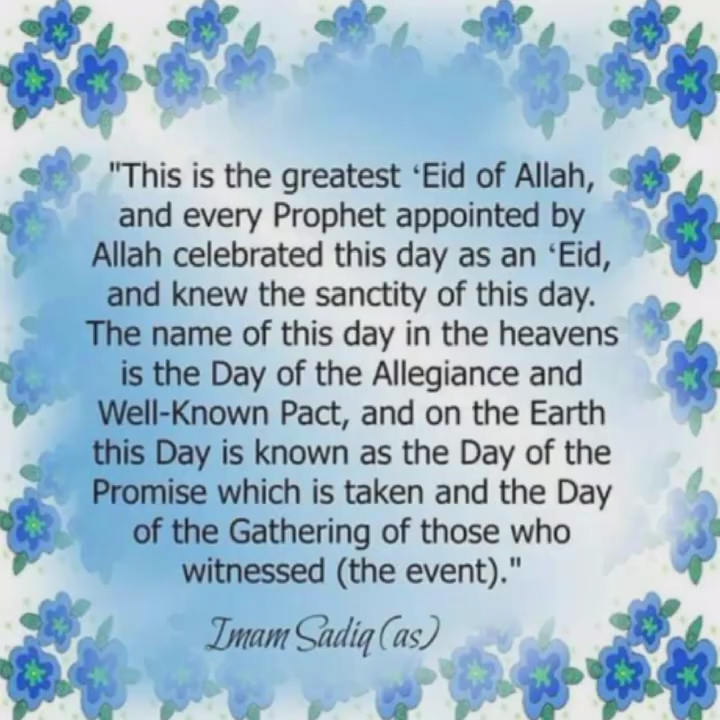 "This is the greatest ‘Eid of Allah,
and every Prophet appointed by
Allah celebrated this day as an ‘Eid,
and knew the sanctity of this day.
The name of this day in the heavens
is the Day of the Allegiance and
Well-Known Pact, and on the Earth
this Day is known as the Day of the
Promise which is taken and the Day
of the Gathering of those who
witnessed (the event)."
Imam Sadiq (as)